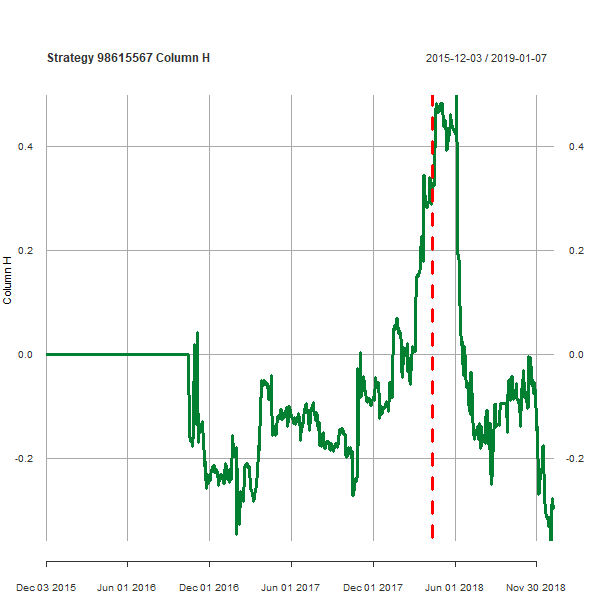 Strategy 98615567 Column H
2015-12-03 / 2019-01-07
0.4
0.4
0.2
0.2
Column H
0.0
0.0
-0.2
-0.2
Dec 03 2015
Jun 01 2016
Dec 01 2016
Jun 01 2017
Dec 01 2017
Jun 01 2018
Nov 30 2018